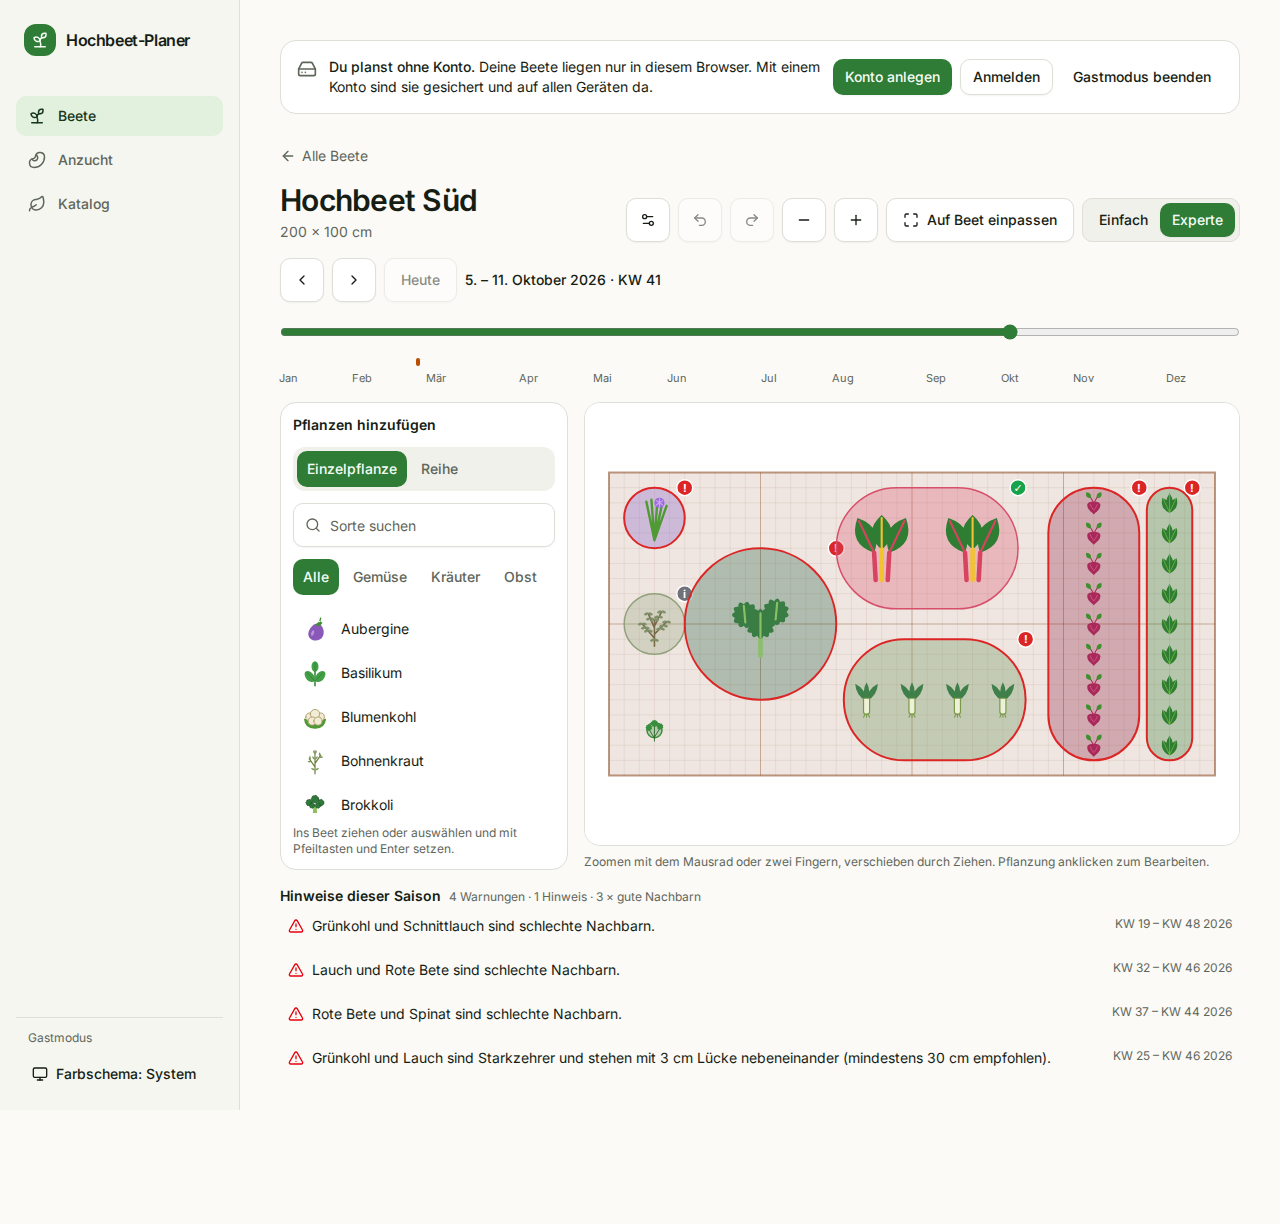 Hochbeet-Planer
Beete
Anzucht
Katalog
Gastmodus
Farbschema: System
Du planst ohne Konto. Deine Beete liegen nur in diesem Browser. Mit einem
Konto sind sie gesichert und auf allen Geräten da.
Konto anlegen
Anmelden
Gastmodus beenden
Alle Beete
Hochbeet Süd
200 × 100 cm
Auf Beet einpassen
Einfach
Experte
Heute
5. – 11. Oktober 2026 · KW 41
Jan Feb Mär Apr Mai Jun Jul Aug Sep Okt Nov Dez
Pflanzen hinzufügen
Einzelpflanze
Reihe
Sorte suchen
Alle Gemüse Kräuter Obst
Aubergine
Basilikum
Blumenkohl
Bohnenkraut
Brokkoli
Ins Beet ziehen oder auswählen und mit
Pfeiltasten und Enter setzen.
Zoomen mit dem Mausrad oder zwei Fingern, verschieben durch Ziehen. Pflanzung anklicken zum Bearbeiten.
Hinweise dieser Saison 4 Warnungen · 1 Hinweis · 3 × gute Nachbarn
Grünkohl und Schnittlauch sind schlechte Nachbarn. KW 19 – KW 48 2026
Lauch und Rote Bete sind schlechte Nachbarn. KW 32 – KW 46 2026
Rote Bete und Spinat sind schlechte Nachbarn. KW 37 – KW 44 2026
Grünkohl und Lauch sind Starkzehrer und stehen mit 3 cm Lücke nebeneinander (mindestens 30 cm empfohlen). KW 25 – KW 46 2026